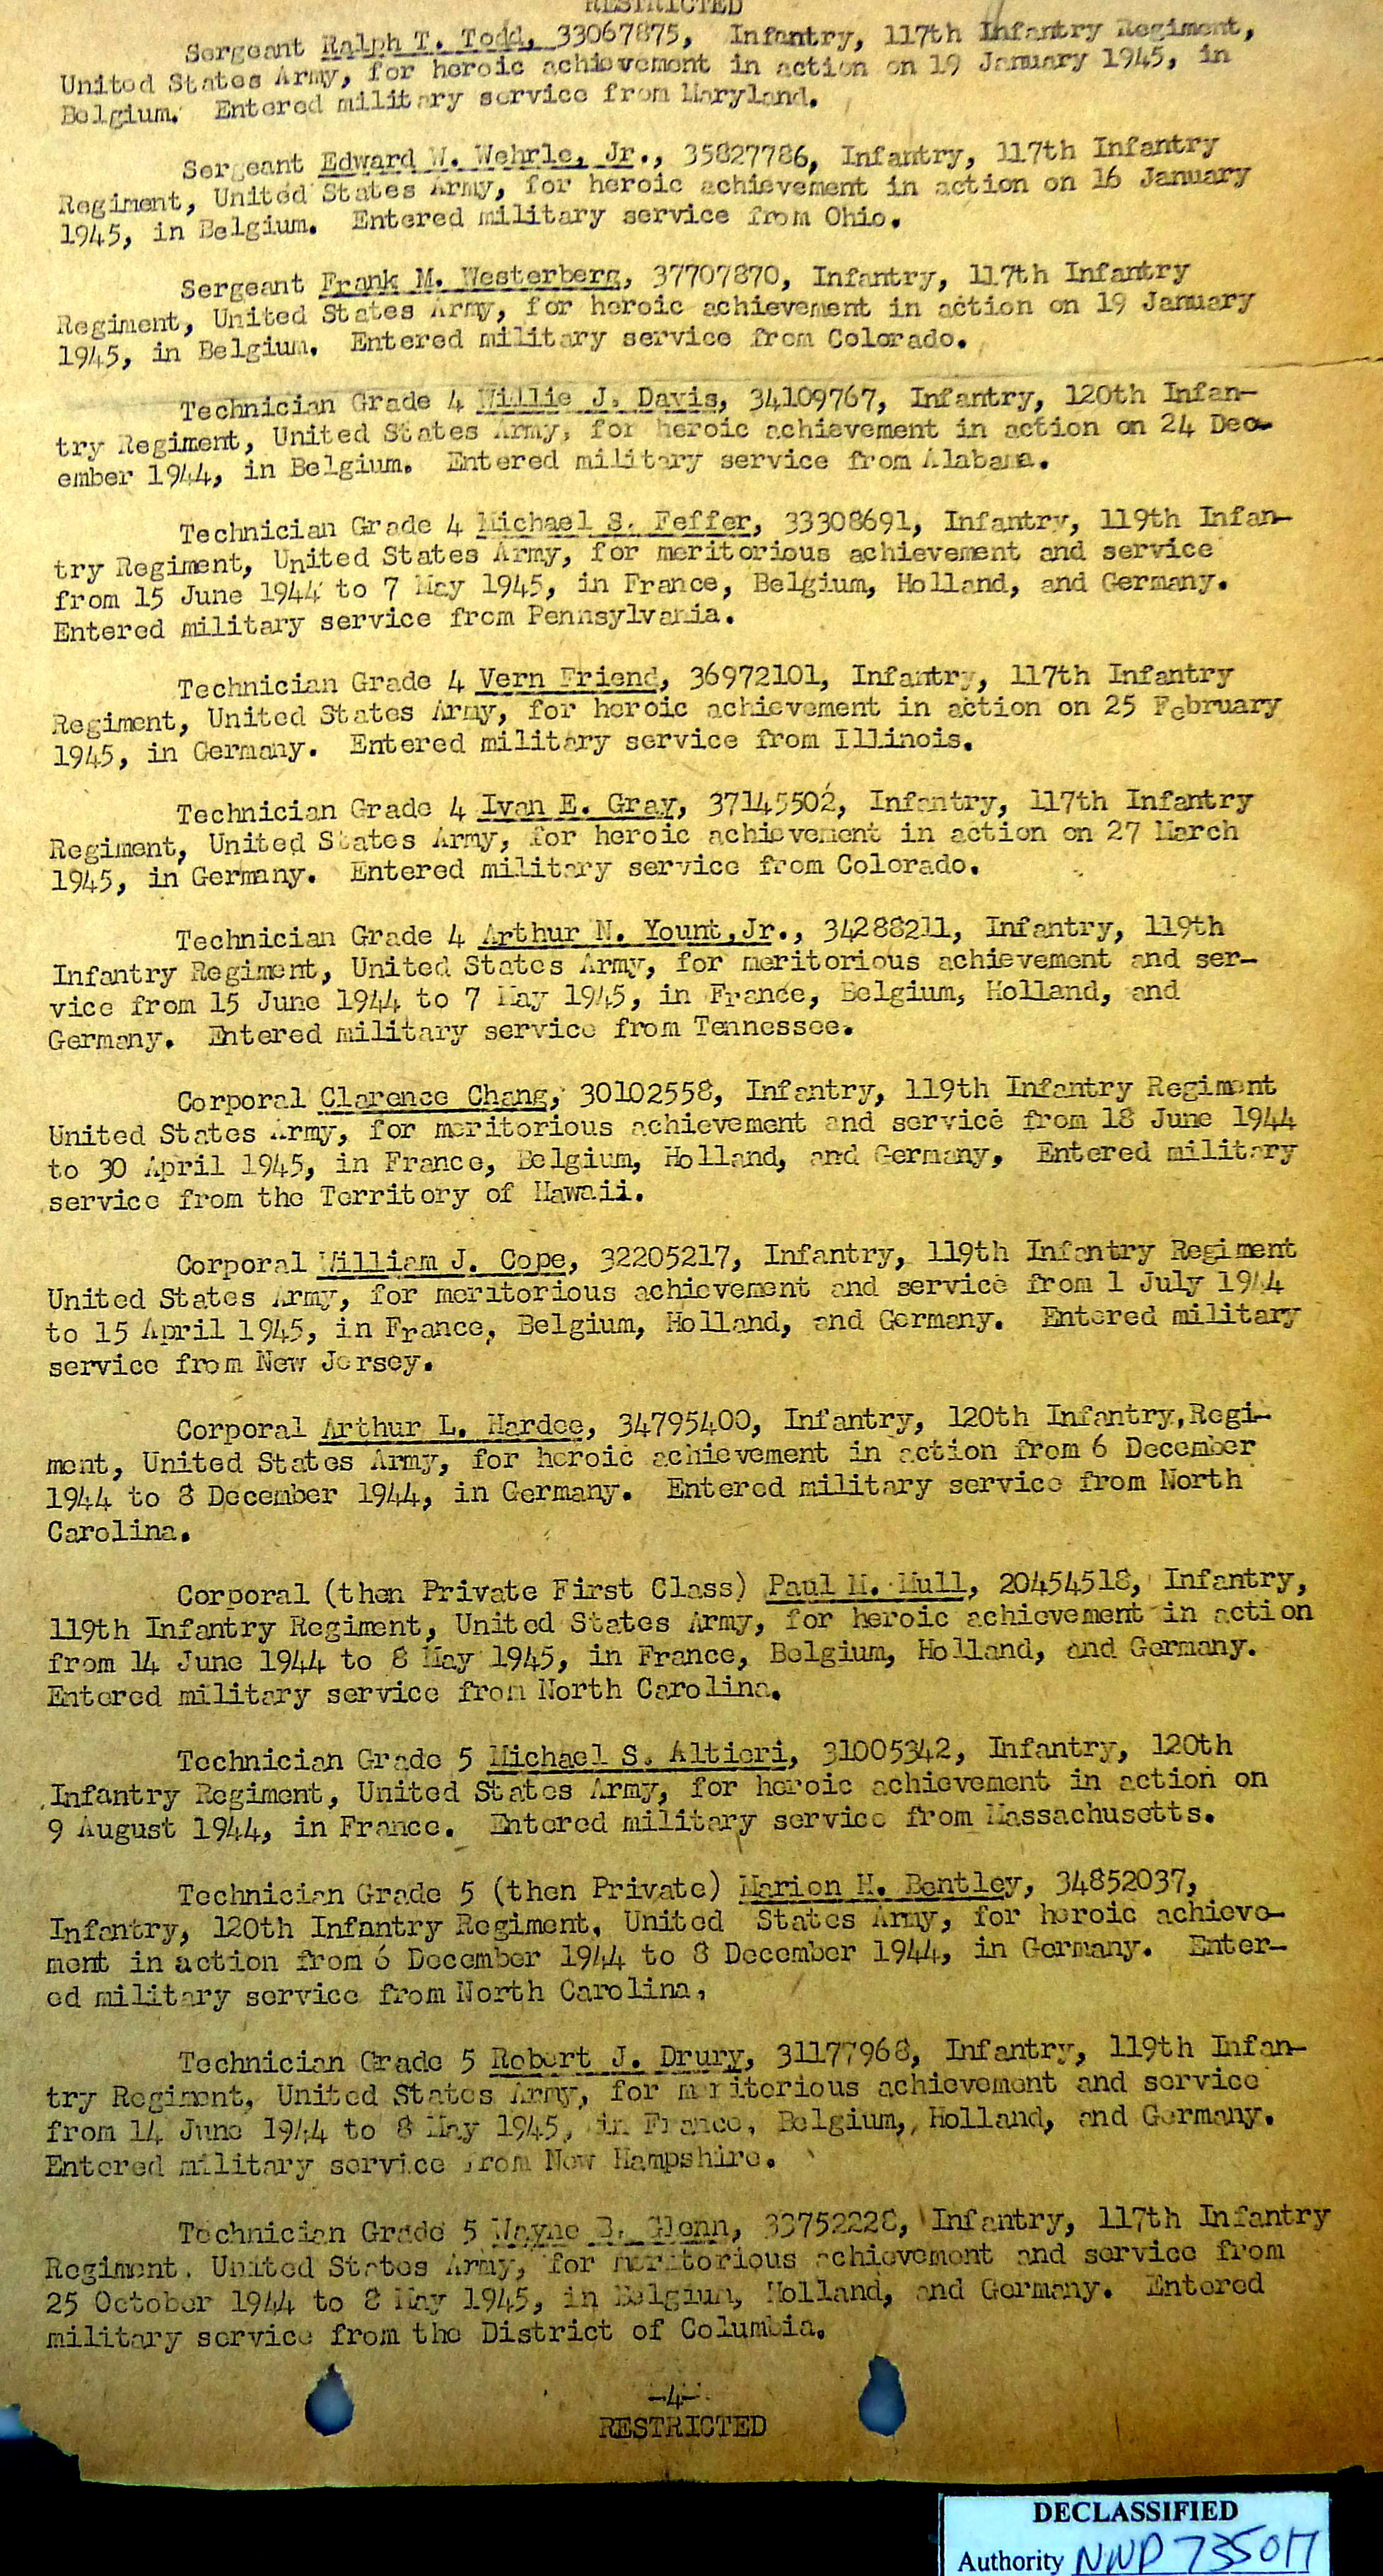 RESTRICTED
Sergeant Ralph T. Todd, 33067875, Infantry, 117th Infantry Regiment,
United States Army, for heroic achievement in action on 19 January 1945, in
Belgium. Entered military service from Maryland.
Sergeant Edward W. Wehrle, Jr., 35827786, Infantry, 117th Infantry
Regiment, United States Army, for heroic achievement in action on 16 January
1945, in Belgium. Entered military service from Ohio.
Sergeant Frank M. Westerberg, 37707870, Infantry, 117th Infantry
Regiment, United States Army, for heroic achievement in action on 19 January
1945, in Belgium. Entered military service from Colorado.
Technician Grade 4 Willie J. Davis, 34109767, Infantry, 120th Infan-
try Regiment, United States Army, for heroic achievement in action on 24 Dec-
ember 1944, in Belgium. Entered military service from Alabama.
Technician Grade 4 Michael S. Feffer, 33308691, Infantry, 119th Infan-
try Regiment, United States Army, for meritorious achievement and service
from 15 June 1944 to 7 May 1945, in France, Belgium, Holland, and Germany.
Entered military service from Pennsylvania.
Technician Grade 4 Vern Friend, 36972101, Infantry, 117th Infantry
Regiment, United States Army, for heroic achievement in action on 25 February
1945, in Germany. Entered military service from Illinois.
Technician Grade 4 Ivan E. Gray, 37145502, Infantry, 117th Infantry
Regiment, United States Army, for heroic achievement in action on 27 March
1945, in Germany. Entered military service from Colorado.
Technician Grade 4 Arthur N. Yount,Jr., 34288211, Infantry, 119th
Infantry Regiment, United States Army, for meritorious achievement and ser-
vice from 15 June 1944 to 7 May 1945, in France, Belgium, Holland, and
Germany. Entered military service from Tennessee.
Corporal Clarence Chang, 30102558, Infantry, 119th Infantry Regiment
United States Army, for meritorious achievement and service from 18 June 1944
to 30 April 1945, in France, Belgium, Holland, and Germany, Entered military
service from the Territory of Hawaii.
Corporal William J. Cope, 32205217, Infantry, 119th Infantry Regiment
United States Army, for meritorious achievement and service from 1 July 1944
to 15 April 1945, in France, Belgium, Holland, and Germany. Entered military
service from New Jersey.
Corporal Arthur L. Hardee, 34795400, Infantry, 120th Infantry, Regi-
ment, United States Army, for heroic achievement in action from 6 December
1944 to 8 December 1944, in Germany. Entered military service from North
Carolina.
Corporal (then Private First Class) Paul M. Hull, 20454518, Infantry,
119th Infantry Regiment, United States Army, for heroic achievement in action
from 14 June 1944 to 8 May 1945, in France, Belgium, Holland, and Germany.
Entered military service from North Carolina.
Technician Grade 5 Michael S. Altieri, 31005342, Infantry, 120th
Infantry Regiment, United States Army, for heroic achievement in action on
9 August 1944, in France. Entered military service from Massachusetts.
Technician Grade 5 (then Private) Marion H. Bentley, 34852037,
Infantry, 120th Infantry Regiment, United States Army, for heroic achieve-
ment in action from 6 December 1944 to 8 December 1944, in Germany. Enter-
ed military service from North Carolina.
Technician Grade 5 Robert J. Drury, 31177968, Infantry, 119th Infan-
try Regiment, United States Army, for meritorious achievement and service
from 14 June 1944 to 8 May 1945, in France, Belgium, Holland, and Germany.
Entered military service from New Hampshire.
Technician Grade 5 Wayne B. Glenn, 33752228, Infantry, 117th Infantry
Regiment, United States Army, for meritorious achievement and service from
25 October 1944 to 8 May 1945, in Belgium, Holland, and Germany. Entered
military service from the District of Columbia.
-4-
RESTRICTED
DECLASSIFIED
Authority NND 735017